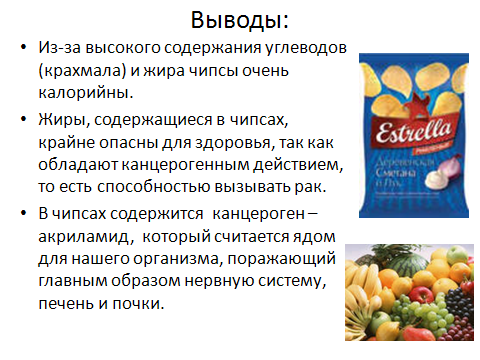 Выводы:
• Из-за высокого содержания углеводов
(крахмала) и жира чипсы очень
калорийны.
• Жиры, содержащиеся в чипсах,
крайне опасны для здоровья, так как
обладают канцерогенным действием,
то есть способностью вызывать рак.
• В чипсах содержится канцероген –
акриламид, который считается ядом
для нашего организма, поражающий
главным образом нервную систему,
печень и почки.
Estrella
Деревенская
Сметана
и Лук